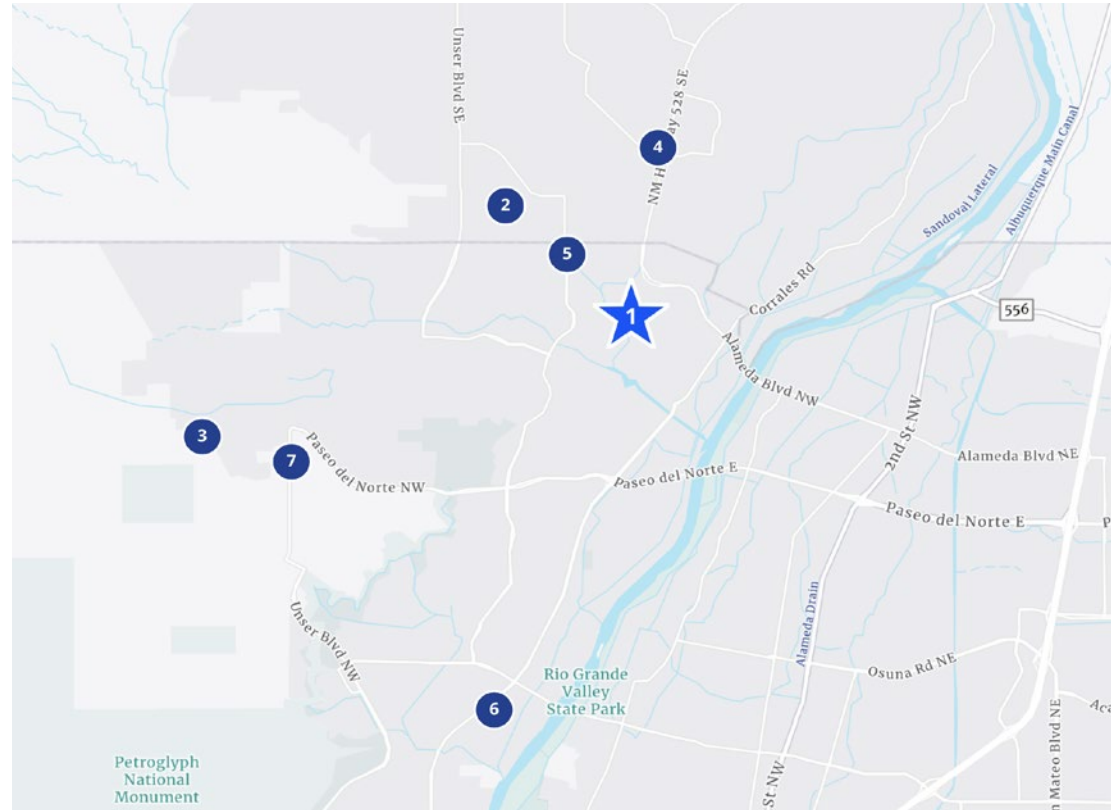 Unser Blvd SE
NM H
ay 528 SE
4
2
5
1
Sandoval Lateral
Albuquerque Main Canal
Corrales Rd
556
Alameda Blvd NW
2nd St NW
Alameda Blvd NE
3
7
Paseo del Norte NW
Paseo del Norte E
Paseo del Norte E
P
Unser Blvd NW
Alameda Drain
Osuna Rd NE
Rio Grande
Valley
State Park
6
Petroglyph
National
Monument
St NW
n Mateo Blvd NE
Aca